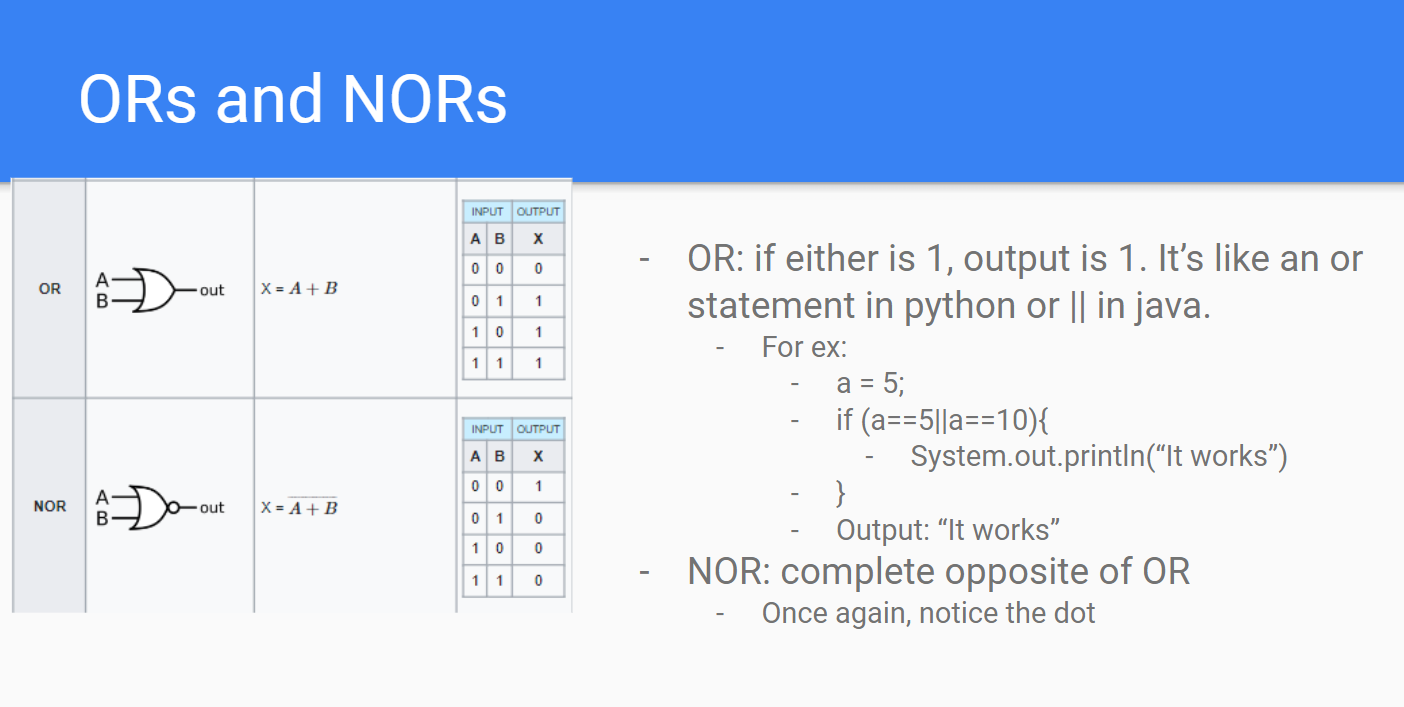 ORs and NORs
INPUT OUTPUT
A B X
0 0 0
OR A B out X = A + B
0 1 1
1 0 1
1 1 1
INPUT OUTPUT
A B X
0 0 1
NOR A B out X = A + B
0 1 0
1 0 0
1 1 0
- OR: if either is 1, output is 1. It’s like an or
statement in python or || in java.
- For ex:
- a = 5;
- if (a==5||a==10){
- System.out.println(“It works”)
- }
- Output: “It works”
- NOR: complete opposite of OR
- Once again, notice the dot